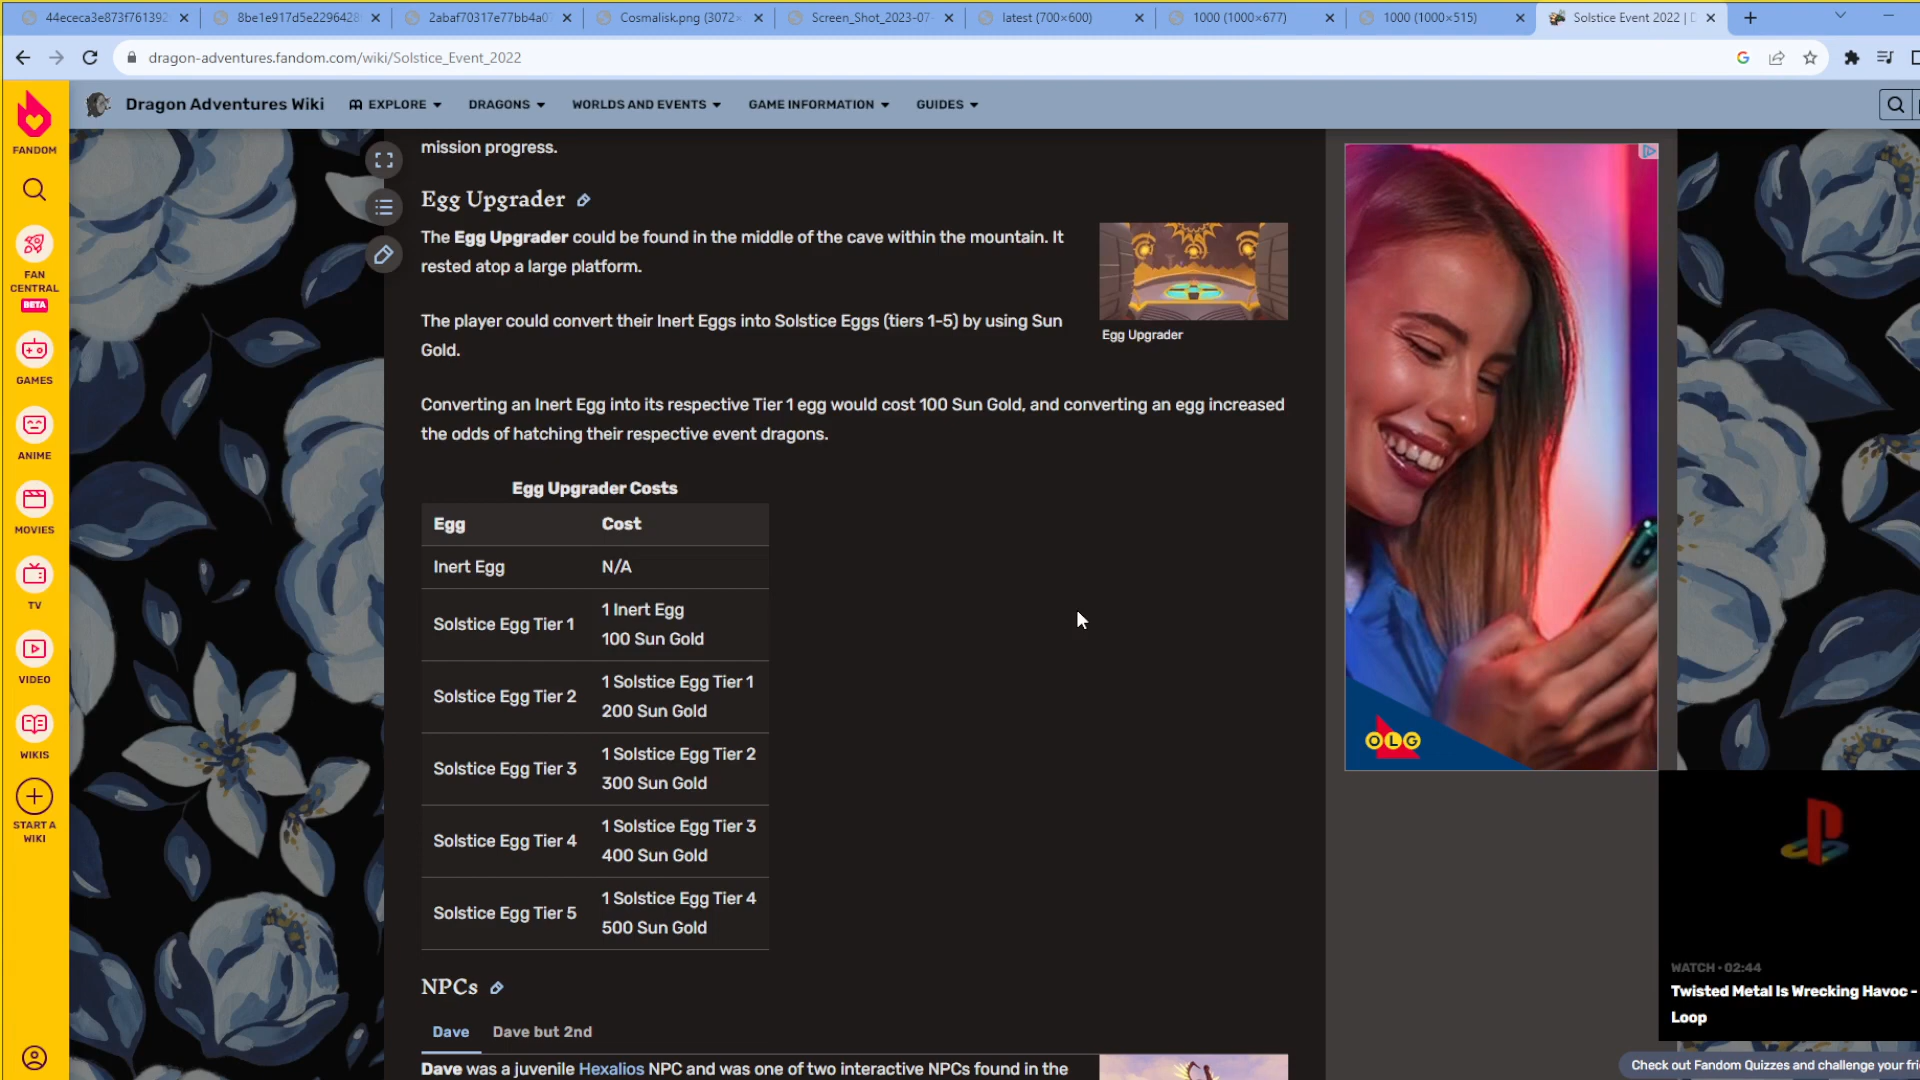 44ececa3e873f761392
8be1e917d5e2296428
2abaf70317e77bb4a07
Cosmalisk.png (3072×
Screen_Shot_2023-07-
latest (700×600)
1000 (1000×677)
1000 (1000×515)
Solstice Event 2022 | D
dragon-adventures.fandom.com/wiki/Solstice_Event_2022
Dragon Adventures Wiki
EXPLORE
DRAGONS
WORLDS AND EVENTS
GAME INFORMATION
GUIDES
FANDOM
FAN
CENTRAL
BETA
GAMES
ANIME
MOVIES
TV
VIDEO
WIKIS
START A
WIKI
mission progress.
Egg Upgrader
The Egg Upgrader could be found in the middle of the cave within the mountain. It
rested atop a large platform.
Egg Upgrader
The player could convert their Inert Eggs into Solstice Eggs (tiers 1-5) by using Sun
Gold.
Converting an Inert Egg into its respective Tier 1 egg would cost 100 Sun Gold, and converting an egg increased
the odds of hatching their respective event dragons.
Egg Upgrader Costs
Egg Cost
Inert Egg N/A
Solstice Egg Tier 1
1 Inert Egg
100 Sun Gold
Solstice Egg Tier 2
1 Solstice Egg Tier 1
200 Sun Gold
Solstice Egg Tier 3
1 Solstice Egg Tier 2
300 Sun Gold
Solstice Egg Tier 4
1 Solstice Egg Tier 3
400 Sun Gold
Solstice Egg Tier 5
1 Solstice Egg Tier 4
500 Sun Gold
NPCs
Dave Dave but 2nd
Dave was a juvenile Hexalios NPC and was one of two interactive NPCs found in the
OLG
WATCH • 02:44
Twisted Metal Is Wrecking Havoc -
Loop
Check out Fandom Quizzes and challenge your fri